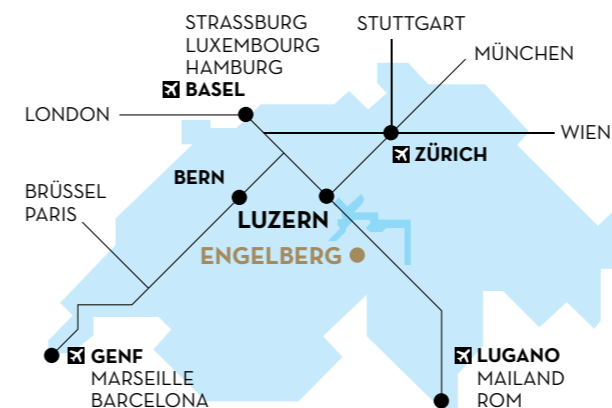 STRASSBURG
LUXEMBOURG
HAMBURG
BASEL
STUTTGART
MÜNCHEN
LONDON
WIEN
ZÜRICH
BRÜSSEL
PARIS
BERN
LUZERN
ENGELBERG
GENF
MARSEILLE
BARCELONA
LUGANO
MAILAND
ROM